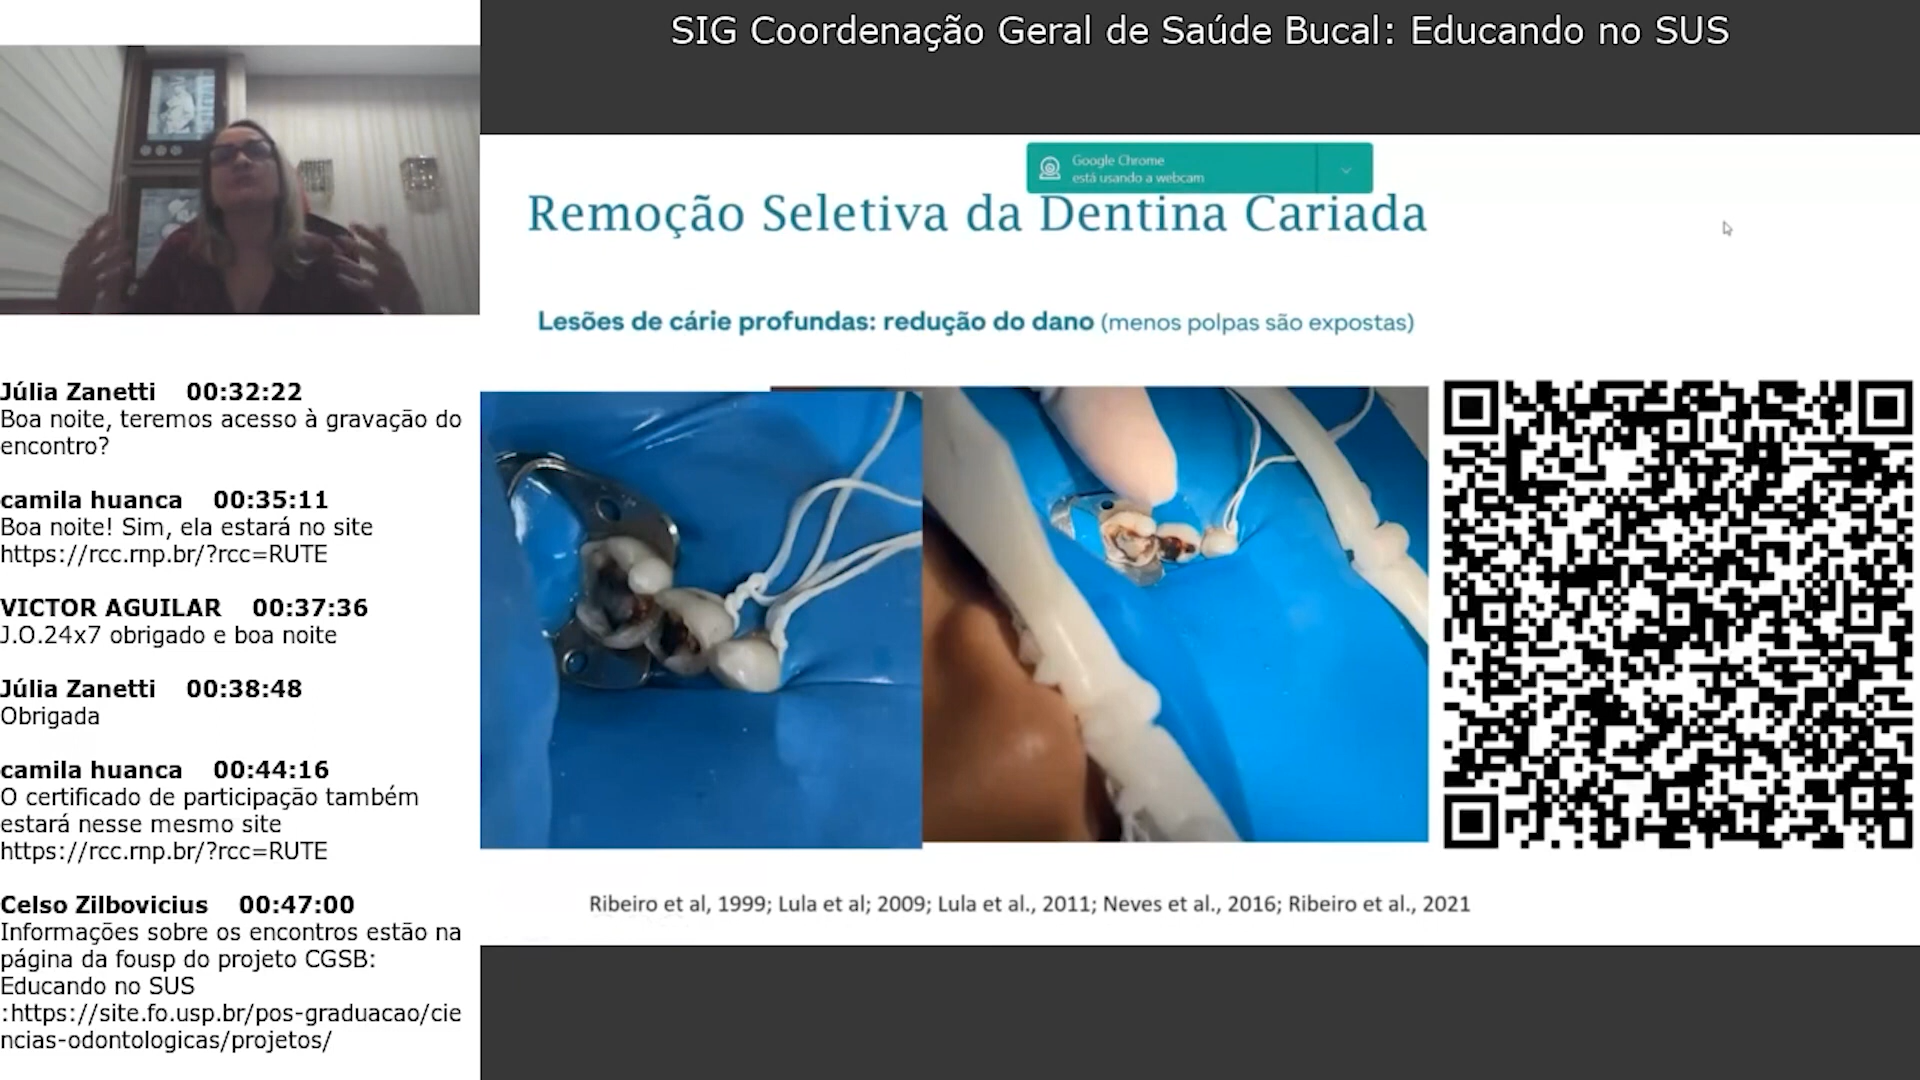 SIG Coordenação Geral de Saúde Bucal: Educando no SUS
Google Chrome
está usando a webcam
Remoção Seletiva da Dentina Cariada
Lesões de cárie profundas: redução do dano (menos polpas são expostas)
Ribeiro et al, 1999; Lula et al; 2009; Lula et al., 2011; Neves et al., 2016; Ribeiro et al., 2021
Júlia Zanetti 00:32:22
Boa noite, teremos acesso à gravação do
encontro?
camila huanca 00:35:11
Boa noite! Sim, ela estará no site
https://rcc.rnp.br/?rcc=RUTE
VICTOR AGUILAR 00:37:36
J.O.24x7 obrigado e boa noite
Júlia Zanetti 00:38:48
Obrigada
camila huanca 00:44:16
O certificado de participação também
estará nesse mesmo site
https://rcc.rnp.br/?rcc=RUTE
Celso Zilbovicius 00:47:00
Informações sobre os encontros estão na
página da fousp do projeto CGSB:
Educando no SUS
:https://site.fo.usp.br/pos-graduacao/cie
ncias-odontologicas/projetos/